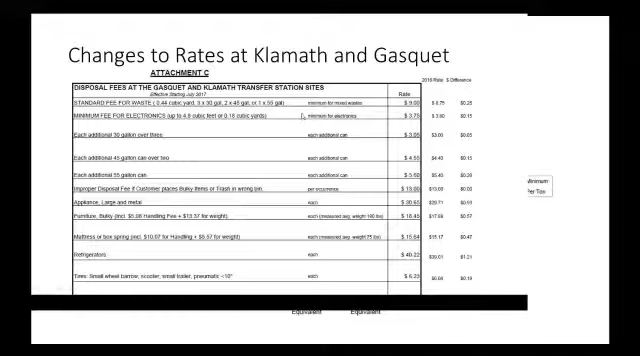 Changes to Rates at Klamath and Gasquet
ATTACHMENT C
2016 Rate $ Difference
DISPOSAL FEES AT THE GASQUET AND KLAMATH TRANSFER STATION SITES
Effective Starting July 2017 Rate
STANDARD FEE FOR WASTE ( 0.44 cubic yard, 3 x 30 gal, 2 x 45 gal, or 1 x 55 gal) minimum for mixed wastes $ 9.00 $ 8.75 $0.25
MINIMUM FEE FOR ELECTRONICS (up to 4.8 cubic feet or 0.18 cubic yards) minimum for electronics $ 3.75 $ 3.60 $0.15
Each additional 30 gallon over three each additional can $ 3.05 $3.00 $0.05
Each additional 45 gallon can over two each additional can $ 4.55 $4.40 $0.15
Each additional 55 gallon can each additional can $ 5.60 $5.40 $0.20
Improper Disposal Fee if Customer places Bulky Items or Trash in wrong bin. per occurrence $ 13.00 $13.00 $0.00
Appliance, Large and metal each $ 30.65 $29.71 $0.93
Furniture, Bulky (incl. $5.08 Handling Fee + $13.37 for weight) each (measured avg. weight 180 lbs) $ 18.45 $17.88 $0.57
Mattress or box spring (incl. $10.07 for Handling + $5.57 for weight) each (measured avg. weight 75 lbs) $ 15.64 $15.17 $0.47
Refrigerators each $ 40.22 $39.01 $1.21
Tires: Small wheel barrow, scooter, small trailer, pneumatic <10" each $ 6.23 $0.19
Minimum
Per Ton
Equivalent Equivalent